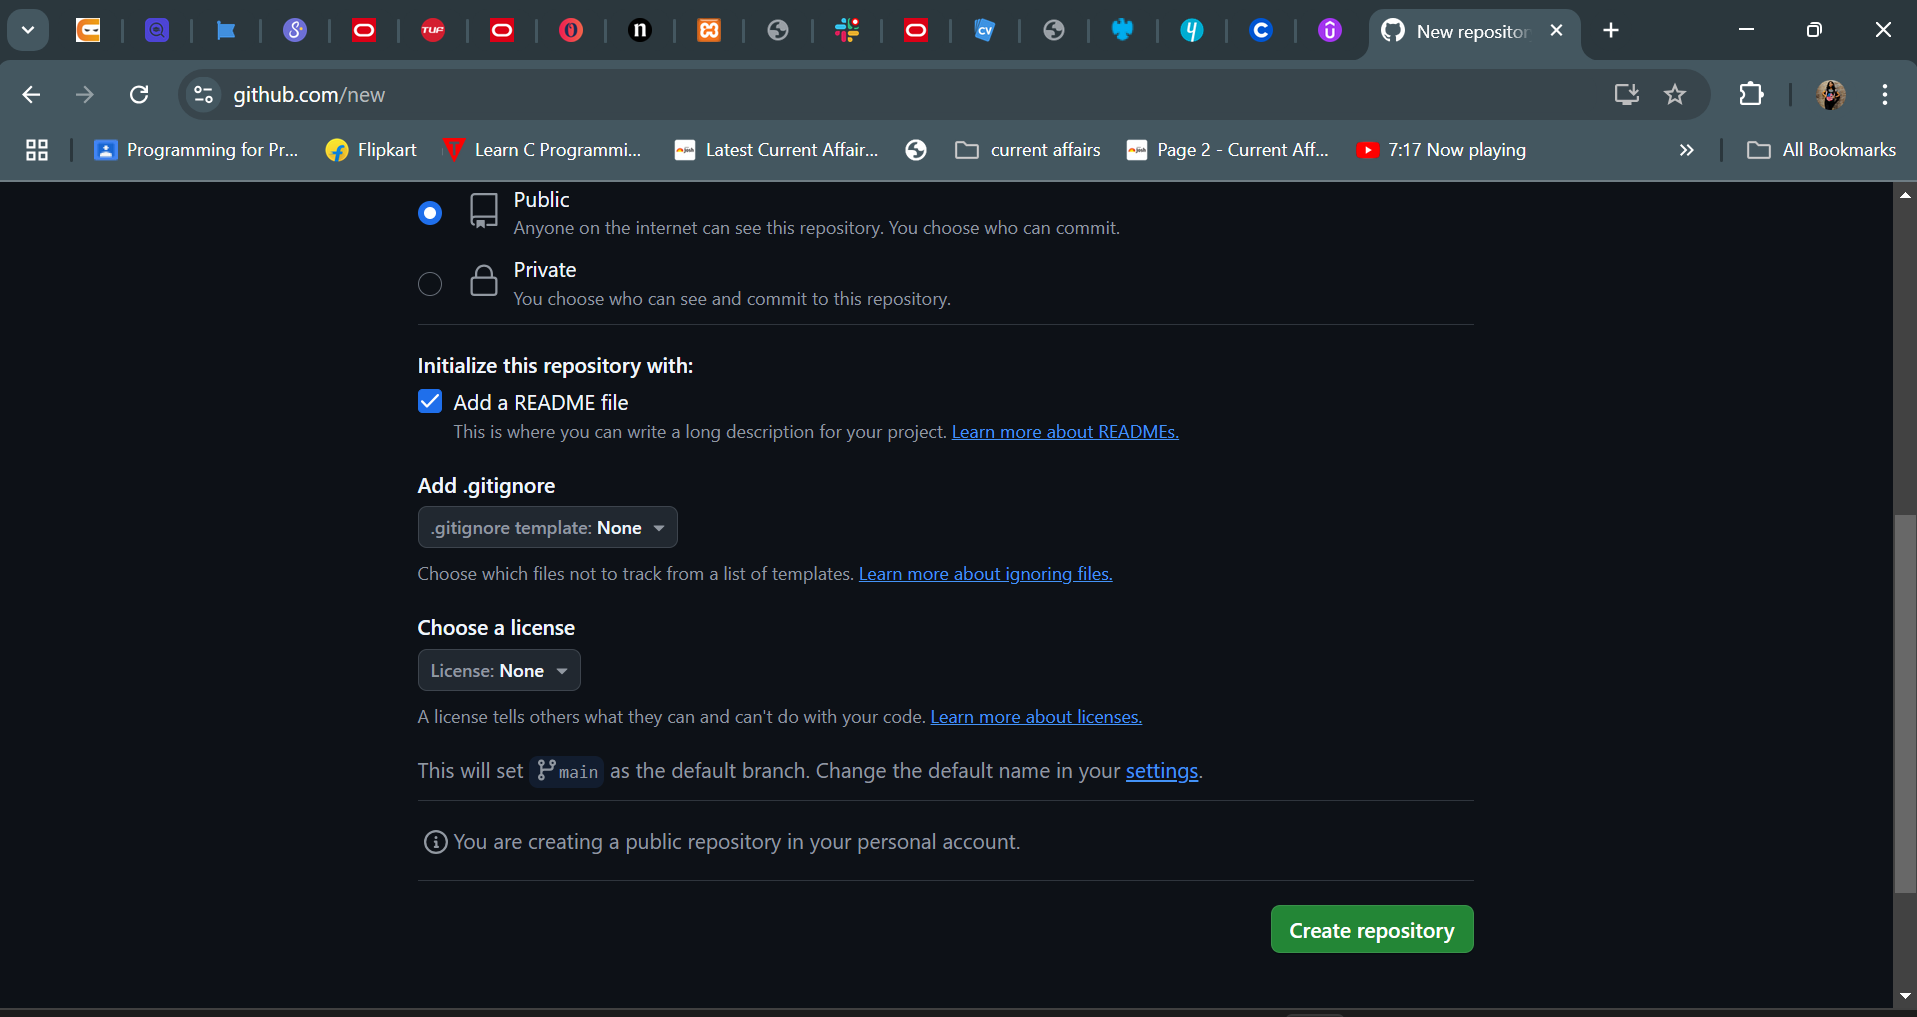 New repositor
github.com/new
Programming for Pr...
Flipkart
Learn C Programmi...
Latest Current Affair...
current affairs
Page 2 - Current Aff...
7:17 Now playing
All Bookmarks
Public
Anyone on the internet can see this repository. You choose who can commit.
Private
You choose who can see and commit to this repository.
Initialize this repository with:
Add a README file
This is where you can write a long description for your project. Learn more about READMEs.
Add .gitignore
.gitignore template: None
Choose which files not to track from a list of templates. Learn more about ignoring files.
Choose a license
License: None
A license tells others what they can and can't do with your code. Learn more about licenses.
This will set main as the default branch. Change the default name in your settings.
You are creating a public repository in your personal account.
Create repository